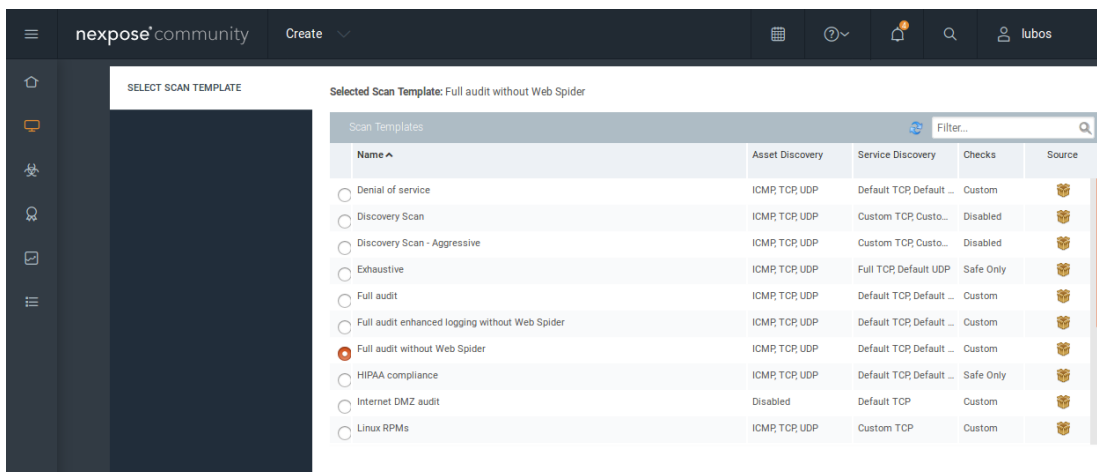 nexpose® community Create 4 lubos
SELECT SCAN TEMPLATE
Selected Scan Template: Full audit without Web Spider
Scan Templates Filter...
Name Asset Discovery Service Discovery Checks Source
Denial of service ICMP, TCP, UDP Default TCP, Default ... Custom
Discovery Scan ICMP, TCP, UDP Custom TCP, Custo... Disabled
Discovery Scan - Aggressive ICMP, TCP, UDP Custom TCP, Custo... Disabled
Exhaustive ICMP, TCP, UDP Full TCP, Default UDP Safe Only
Full audit ICMP, TCP, UDP Default TCP, Default ... Custom
Full audit enhanced logging without Web Spider ICMP, TCP, UDP Default TCP, Default ... Custom
Full audit without Web Spider ICMP, TCP, UDP Default TCP, Default ... Custom
HIPAA compliance ICMP, TCP, UDP Default TCP, Default ... Safe Only
Internet DMZ audit Disabled Default TCP Custom
Linux RPMs ICMP, TCP, UDP Custom TCP Custom